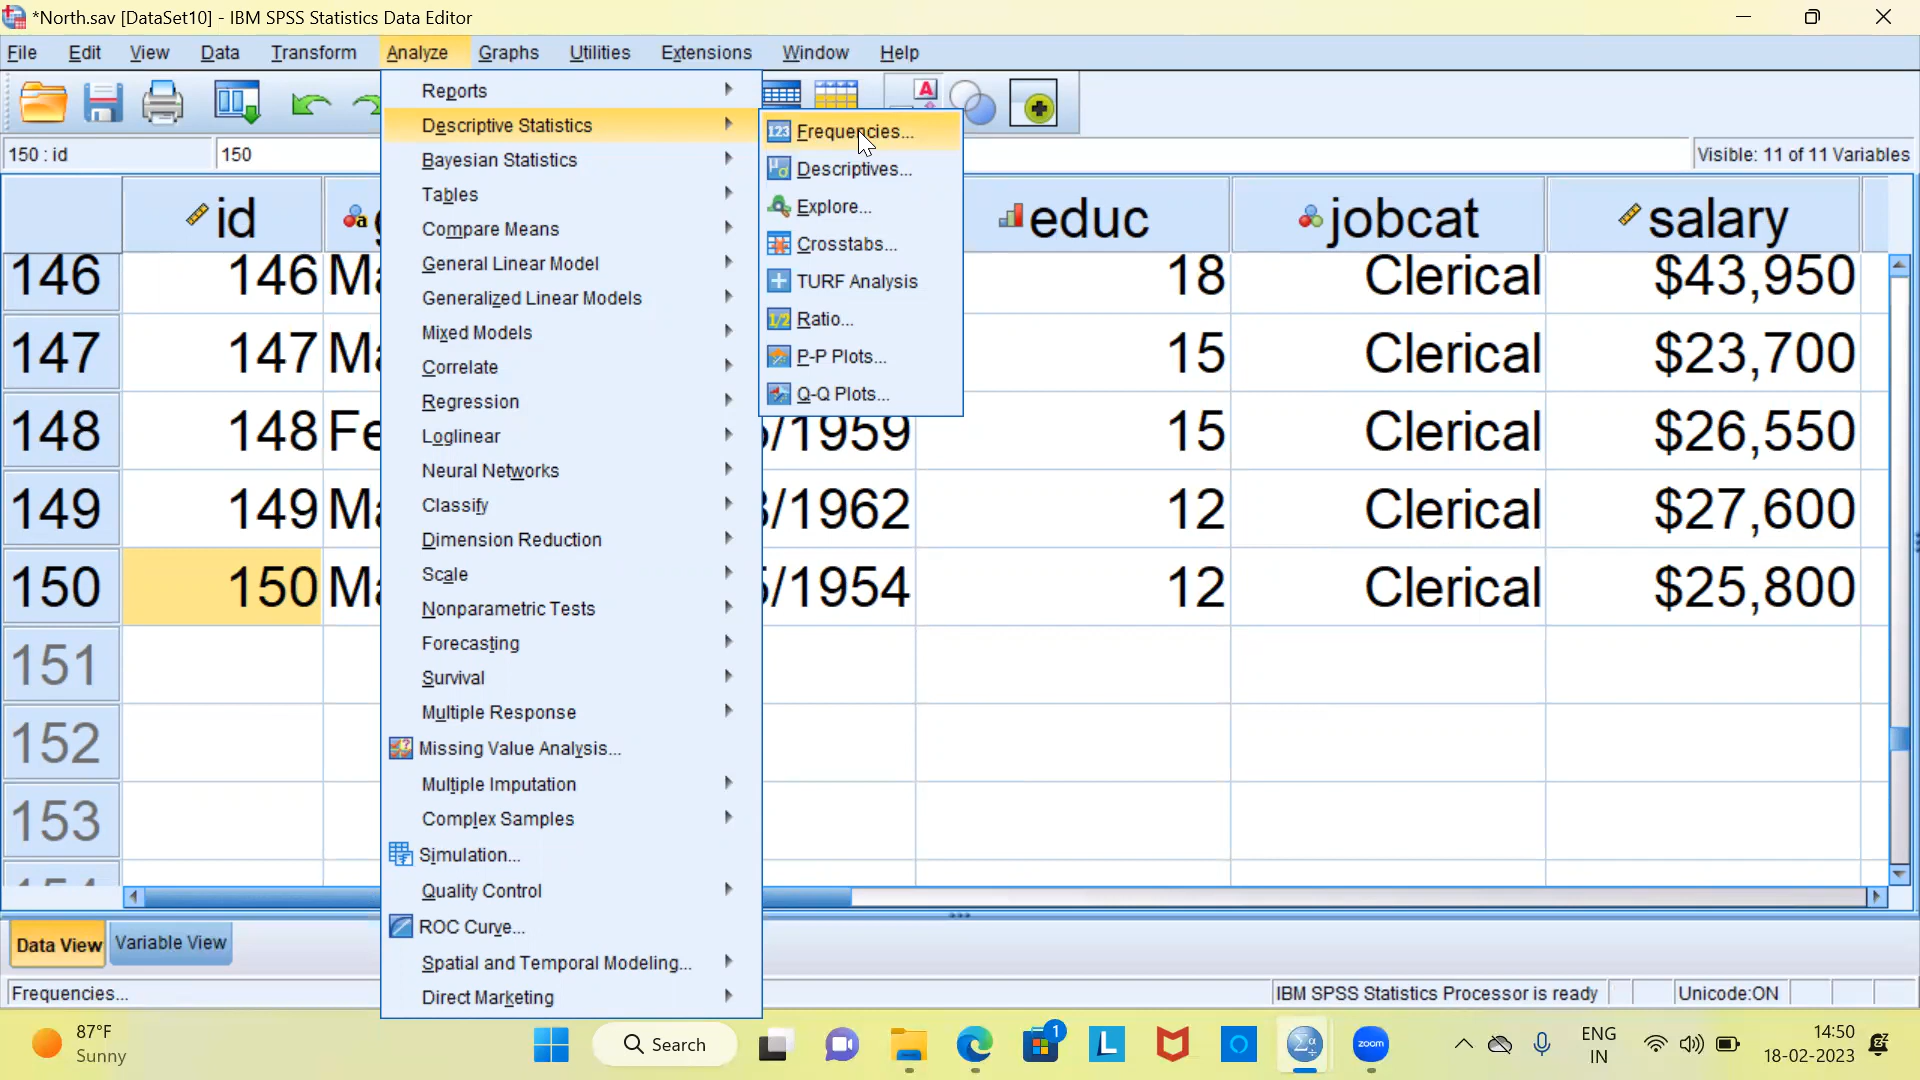 *North.sav [DataSet10] - IBM SPSS Statistics Data Editor
File Edit View Data Transform Analyze Graphs Utilities Extensions Window Help
150 : id 150 Visible: 11 of 11 Variables
Reports
Descriptive Statistics
Bayesian Statistics
Tables
Compare Means
General Linear Model
Generalized Linear Models
Mixed Models
Correlate
Regression
Loglinear
Neural Networks
Classify
Dimension Reduction
Scale
Nonparametric Tests
Forecasting
Survival
Multiple Response
Missing Value Analysis...
Multiple Imputation
Complex Samples
Simulation...
Quality Control
ROC Curve...
Spatial and Temporal Modeling...
Direct Marketing
Frequencies...
Descriptives...
Explore...
Crosstabs...
TURF Analysis
Ratio...
P-P Plots...
Q-Q Plots...
id educ jobcat salary
146 146 Ma 18 Clerical $43,950
147 147 Ma 15 Clerical $23,700
148 148 Fe /1959 15 Clerical $26,550
149 149 Ma /1962 12 Clerical $27,600
150 150 Ma /1954 12 Clerical $25,800
151
152
153
Data View Variable View
Frequencies... IBM SPSS Statistics Processor is ready Unicode:ON
87°F
Sunny
Search
1
L
zoom
ENG
IN
14:50
18-02-2023